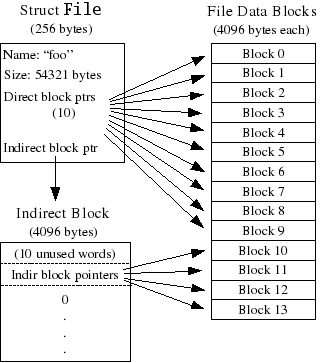 Struct File
(256 bytes)
Name: “foo”
Size: 54321 bytes
Direct block ptrs
(10)
Indirect block ptr
Indirect Block
(4096 bytes)
(10 unused words)
Indir block pointers
0
.
.
.
File Data Blocks
(4096 bytes each)
Block 0
Block 1
Block 2
Block 3
Block 4
Block 5
Block 6
Block 7
Block 8
Block 9
Block 10
Block 11
Block 12
Block 13